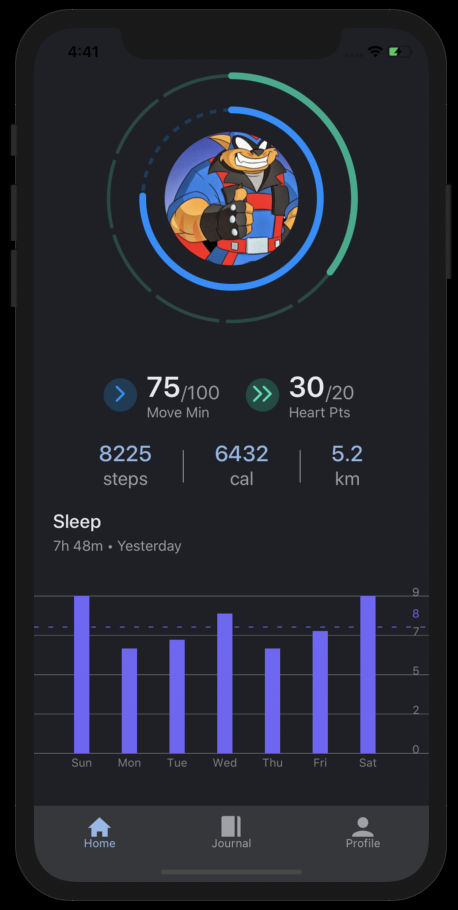 4:41
75/100 30/20
Move Min Heart Pts
8225 6432 5.2
steps cal km
Sleep
7h 48m • Yesterday
9
8
7
5
2
0
Sun Mon Tue Wed Thu Fri Sat
Home Journal Profile